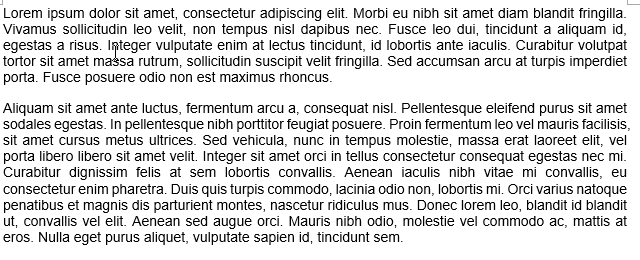 Lorem ipsum dolor sit amet, consectetur adipiscing elit. Morbi eu nibh sit amet diam blandit fringilla.
Vivamus sollicitudin leo velit, non tempus nisl dapibus nec. Fusce leo dui, tincidunt a aliquam id,
egestas a risus. Integer vulputate enim at lectus tincidunt, id lobortis ante iaculis. Curabitur volutpat
tortor sit amet massa rutrum, sollicitudin suscipit velit fringilla. Sed accumsan arcu at turpis imperdiet
porta. Fusce posuere odio non est maximus rhoncus.
Aliquam sit amet ante luctus, fermentum arcu a, consequat nisl. Pellentesque eleifend purus sit amet
sodales egestas. In pellentesque nibh porttitor feugiat posuere. Proin fermentum leo vel mauris facilisis,
sit amet cursus metus ultrices. Sed vehicula, nunc in tempus molestie, massa erat laoreet elit, vel
porta libero libero sit amet velit. Integer sit amet orci in tellus consectetur consequat egestas nec mi.
Curabitur dignissim felis at sem lobortis convallis. Aenean iaculis nibh vitae mi convallis, eu
consectetur enim pharetra. Duis quis turpis commodo, lacinia odio non, lobortis mi. Orci varius natoque
penatibus et magnis dis parturient montes, nascetur ridiculus mus. Donec lorem leo, blandit id blandit
ut, convallis vel elit. Aenean sed augue orci. Mauris nibh odio, molestie vel commodo ac, mattis at
eros. Nulla eget purus aliquet, vulputate sapien id, tincidunt sem.